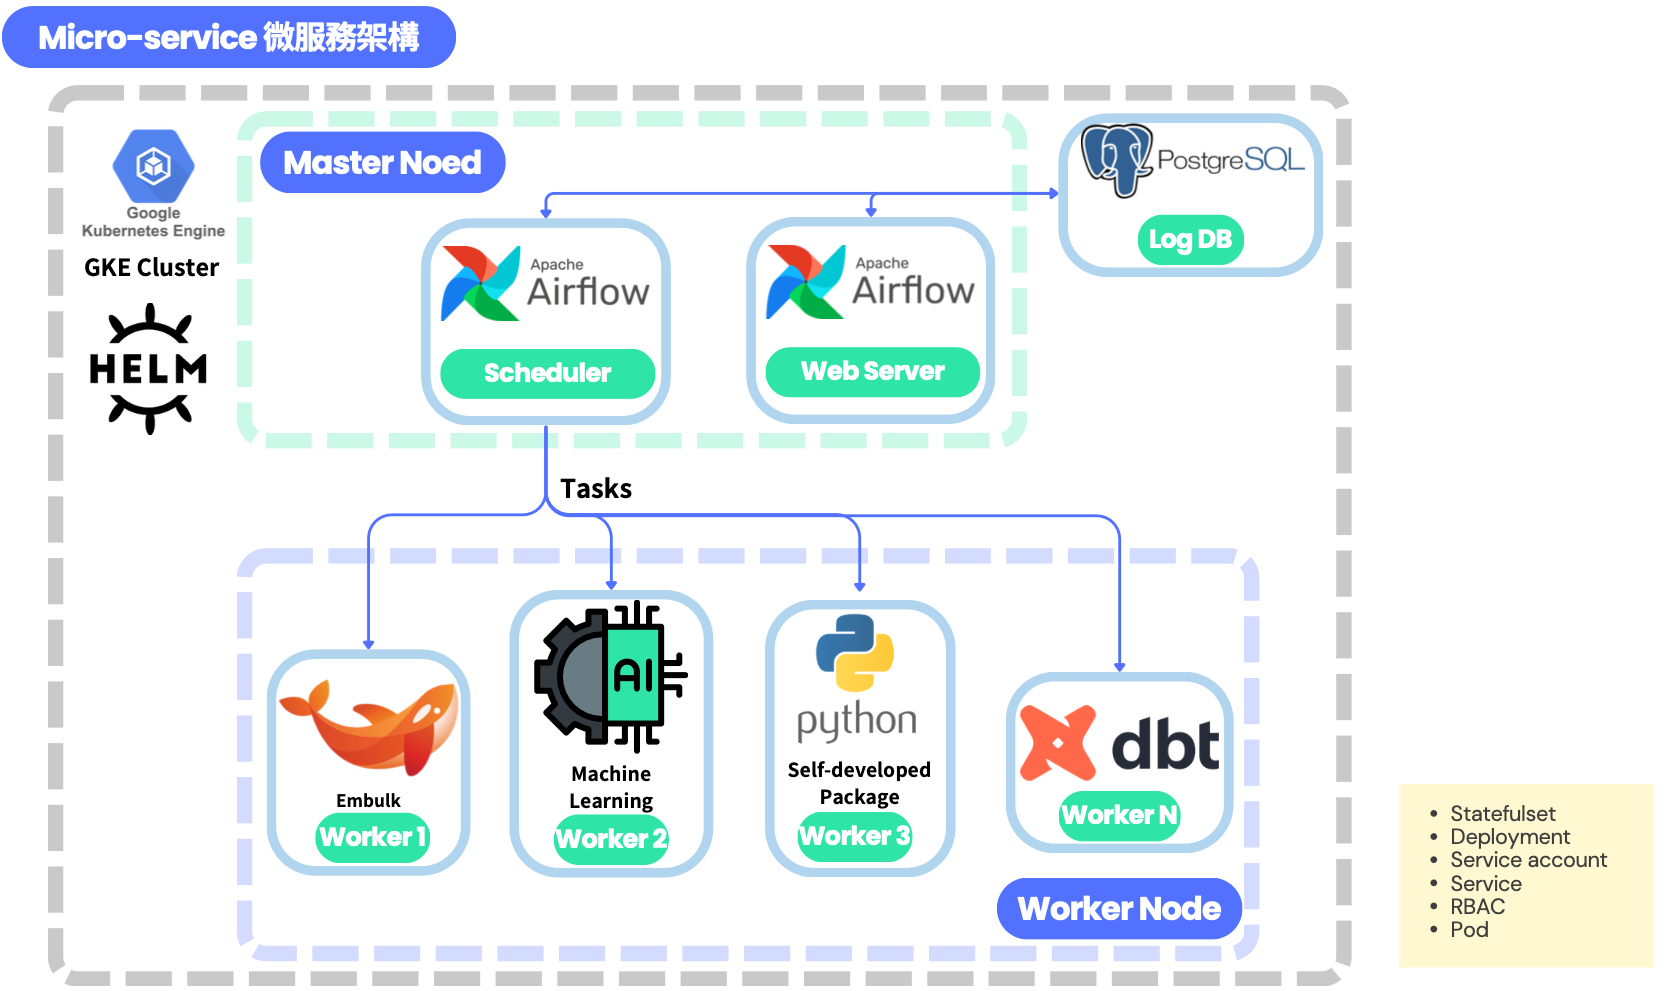 Micro-service 微服務架構
Master Noed
PostgreSQL
Log DB
Google
Kubernetes Engine
GKE Cluster
HELM
Apache
Airflow
Scheduler
Apache
Airflow
Web Server
Tasks
Embulk
Worker 1
AI
Machine
Learning
Worker 2
python
Self-developed
Package
Worker 3
dbt
Worker N
Worker Node
• Statefulset
• Deployment
• Service account
• Service
• RBAC
• Pod